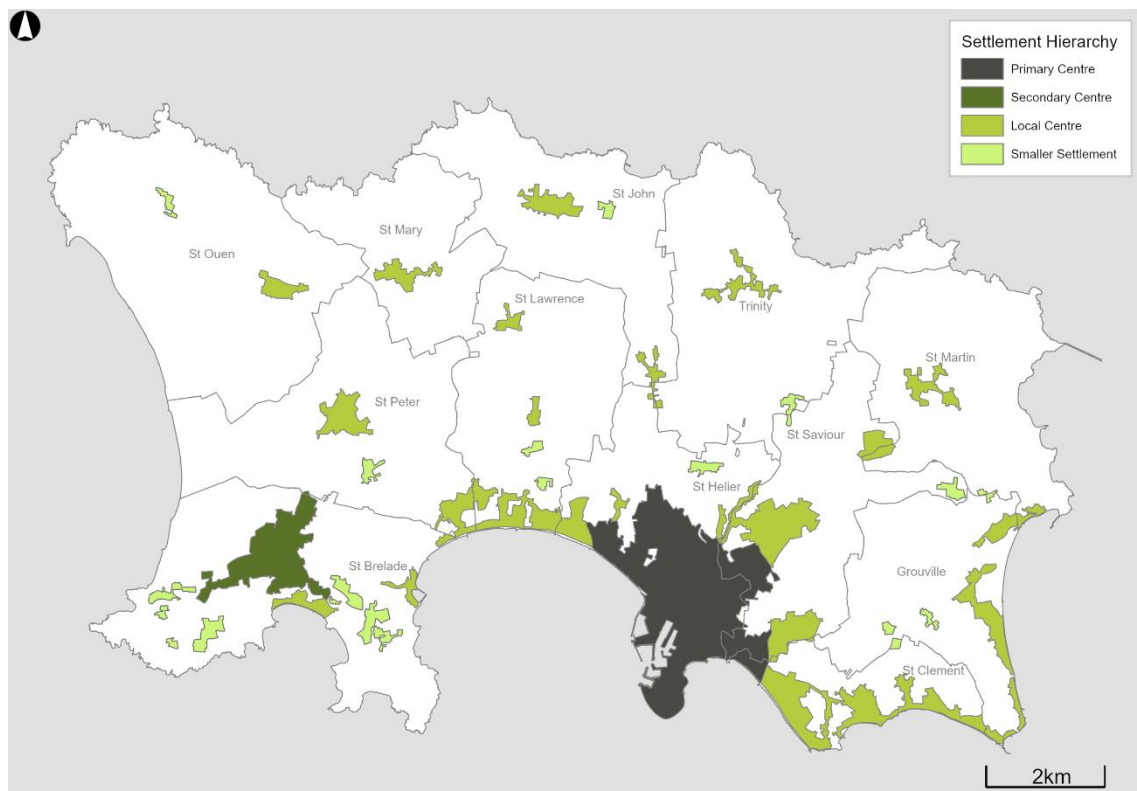 Settlement Hierarchy
Primary Centre
Secondary Centre
Local Centre
Smaller Settlement
St John
St Mary
St Ouen
St Lawrence
Trinity
St Martin
St Peter
St Saviour
St Helier
St Brelade
Grouville
St Clement
2km